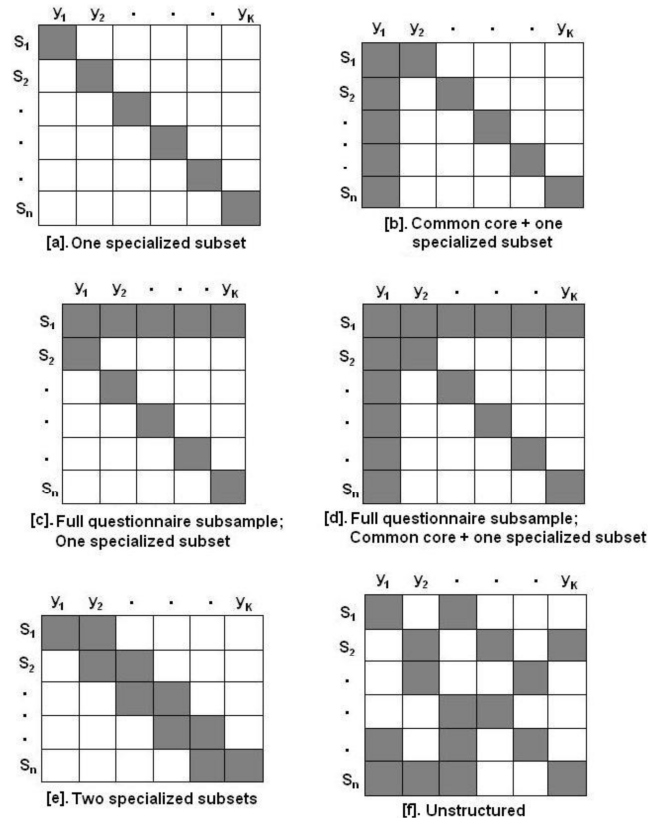 y1 y2 · · · yK
S1
S2
·
·
·
Sn
[a]. One specialized subset
y1 y2 · · · yK
S1
S2
·
·
Sn
[b]. Common core + one
specialized subset
y1 y2 · · · yK
S1
S2
·
·
·
Sn
[c]. Full questionnaire subsample;
One specialized subset
y1 y2 · · · yK
S1
S2
·
·
·
Sn
[d]. Full questionnaire subsample;
Common core + one specialized subset
y1 y2 · · · yK
S1
S2
·
·
·
Sn
[e]. Two specialized subsets
y1 y2 · · · yK
S1
S2
·
·
·
Sn
[f]. Unstructured